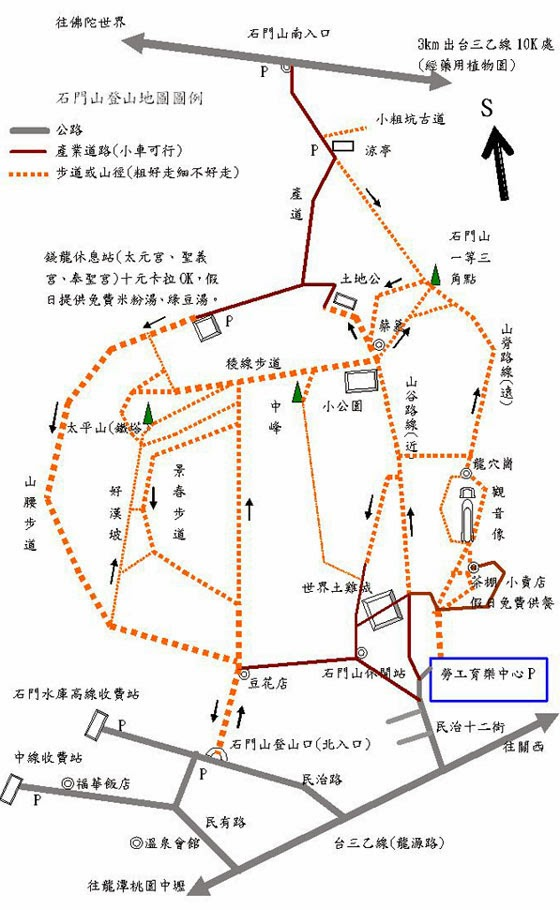 往佛陀世界
石門山南入口
P
3km 出台三乙線 10K 處
(經藥用植物園)
石門山登山地圖圖例
公路
產業道路(小車可行)
步道或山徑(粗好走細不好走)
S
小粗坑古道
P
涼亭
產道
石門山
一等三
角點
錢龍休息站(太元宮、聖義
宮、泰聖宮)十元卡拉OK,假
日提供免費米粉湯、綠豆湯。
土地公
P
蔡墓
稜線步道
山脊路線(遠)
小公園
中峰
山谷路線(近)
太平山(鐵塔)
龍穴崗
觀音像
山腰步道
好漢坡
景春步道
世界土雞城
茶棚 小賣店
假日免費供餐
豆花店
石門山休閒站
勞工育樂中心 P
石門水庫高線收費站
P
石門山登山口(北入口)
P
民治十二街
往關西
中線收費站
P
福華飯店
民治路
民有路
溫泉會館
台三乙線(龍源路)
往龍潭桃園中壢